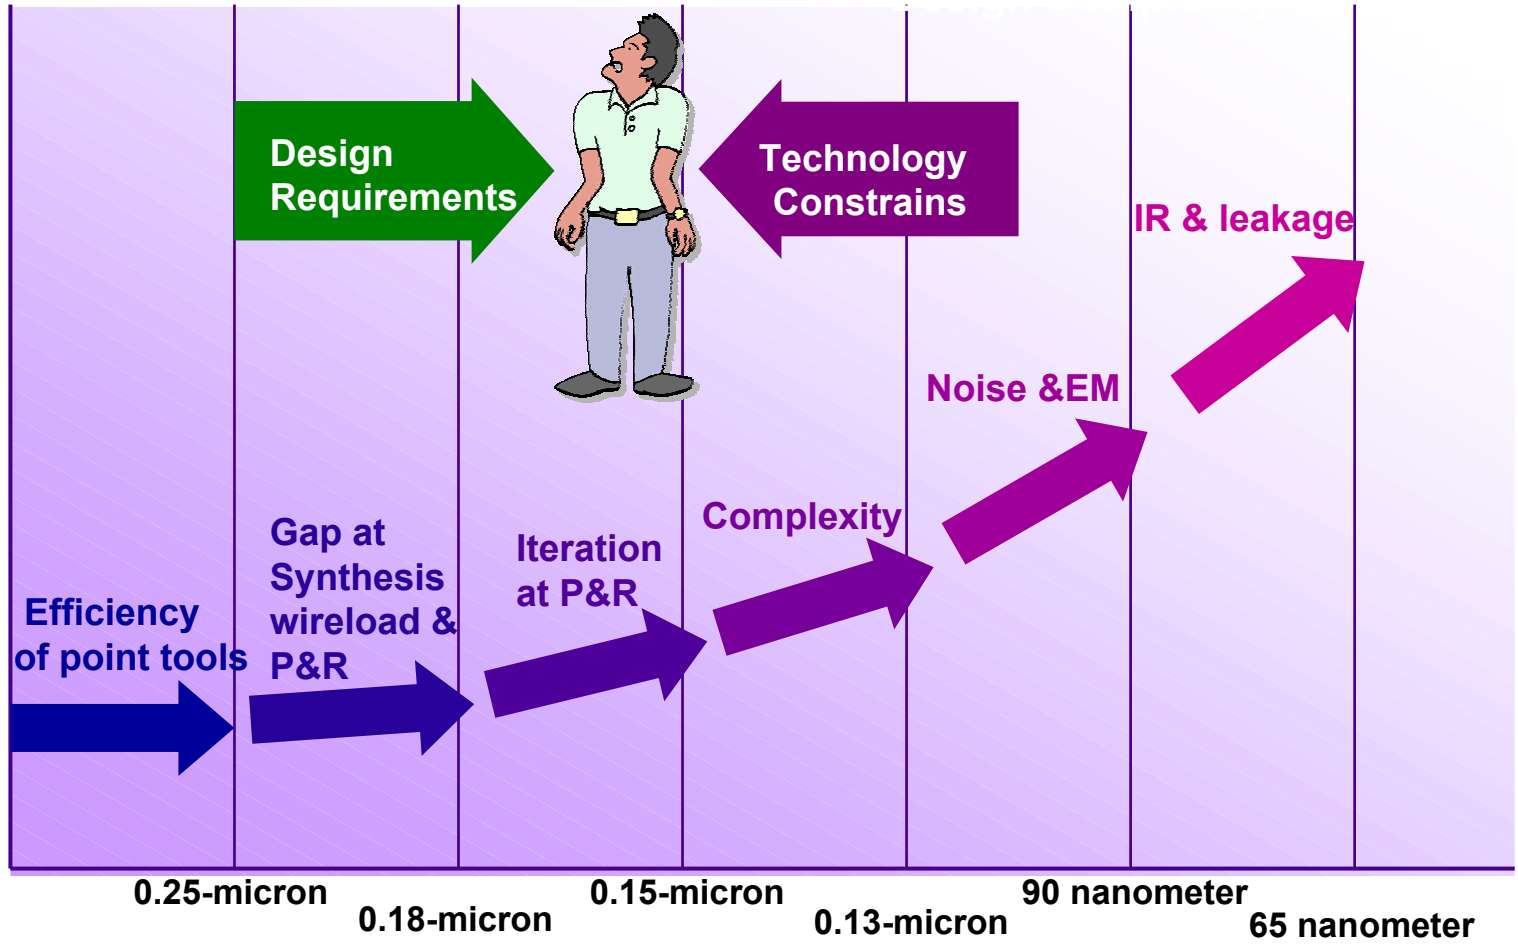 Design
Requirements
Technology
Constrains
IR & leakage
Noise &EM
Complexity
Iteration
at P&R
Gap at
Synthesis
wireload &
P&R
Efficiency
of point tools
0.25-micron
0.18-micron
0.15-micron
0.13-micron
90 nanometer
65 nanometer